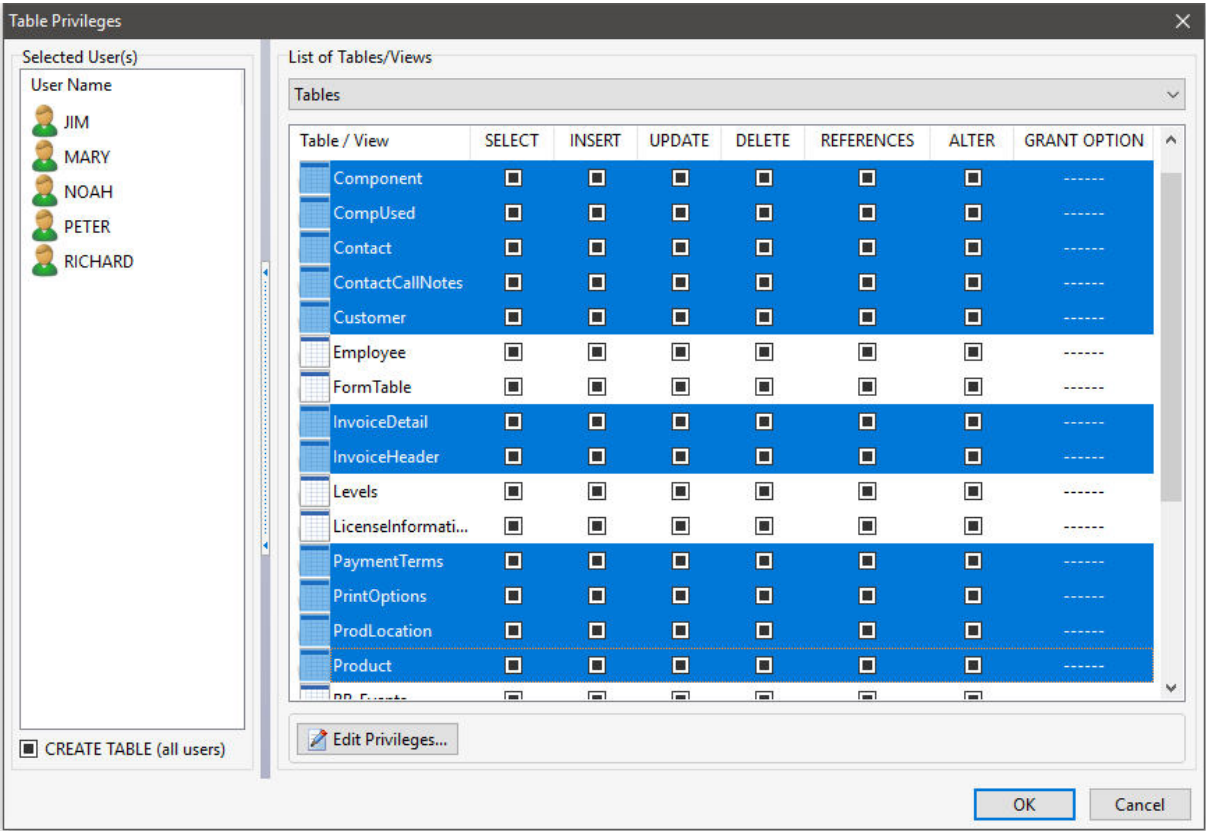 Table Privileges
Selected User(s)
User Name
JIM
MARY
NOAH
PETER
RICHARD
CREATE TABLE (all users)
List of Tables/Views
Tables
Table / View SELECT INSERT UPDATE DELETE REFERENCES ALTER GRANT OPTION
Component ------
CompUsed ------
Contact ------
ContactCallNotes ------
Customer ------
Employee ------
FormTable ------
InvoiceDetail ------
InvoiceHeader ------
Levels ------
LicenseInformati... ------
PaymentTerms ------
PrintOptions ------
ProdLocation ------
Product ------
Edit Privileges...
OK Cancel